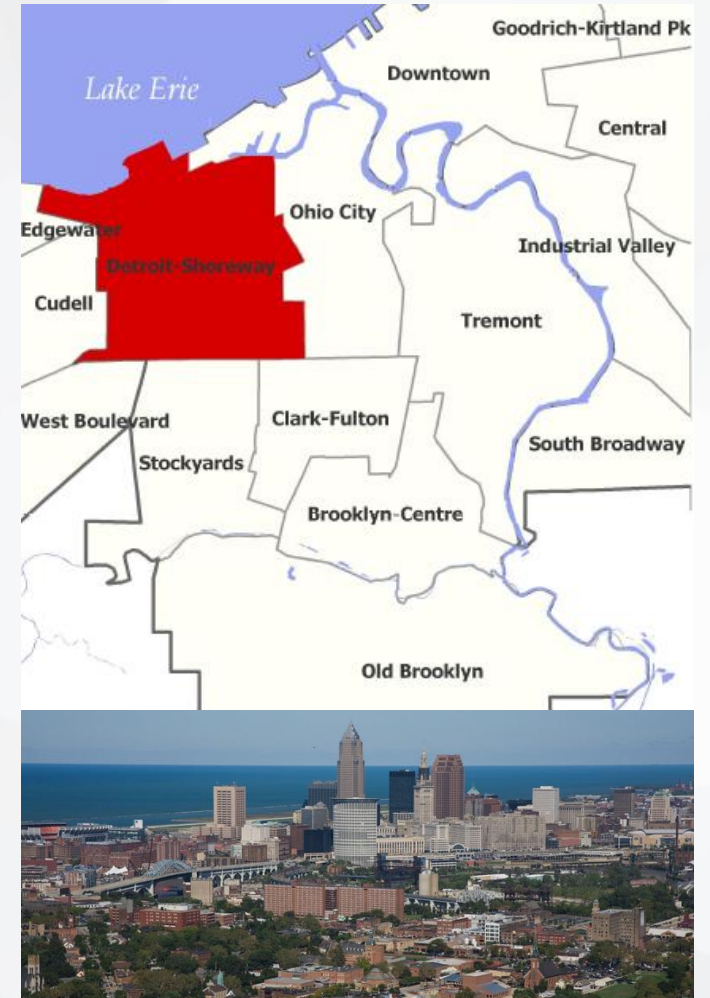 Goodrich-Kirtland Pk
Lake Erie
Downtown
Central
Ohio City
Edgewater
Industrial Valley
Detroit-Shoreway
Cudell
Tremont
West Boulevard
Clark-Fulton
South Broadway
Stockyards
Brooklyn-Centre
Old Brooklyn